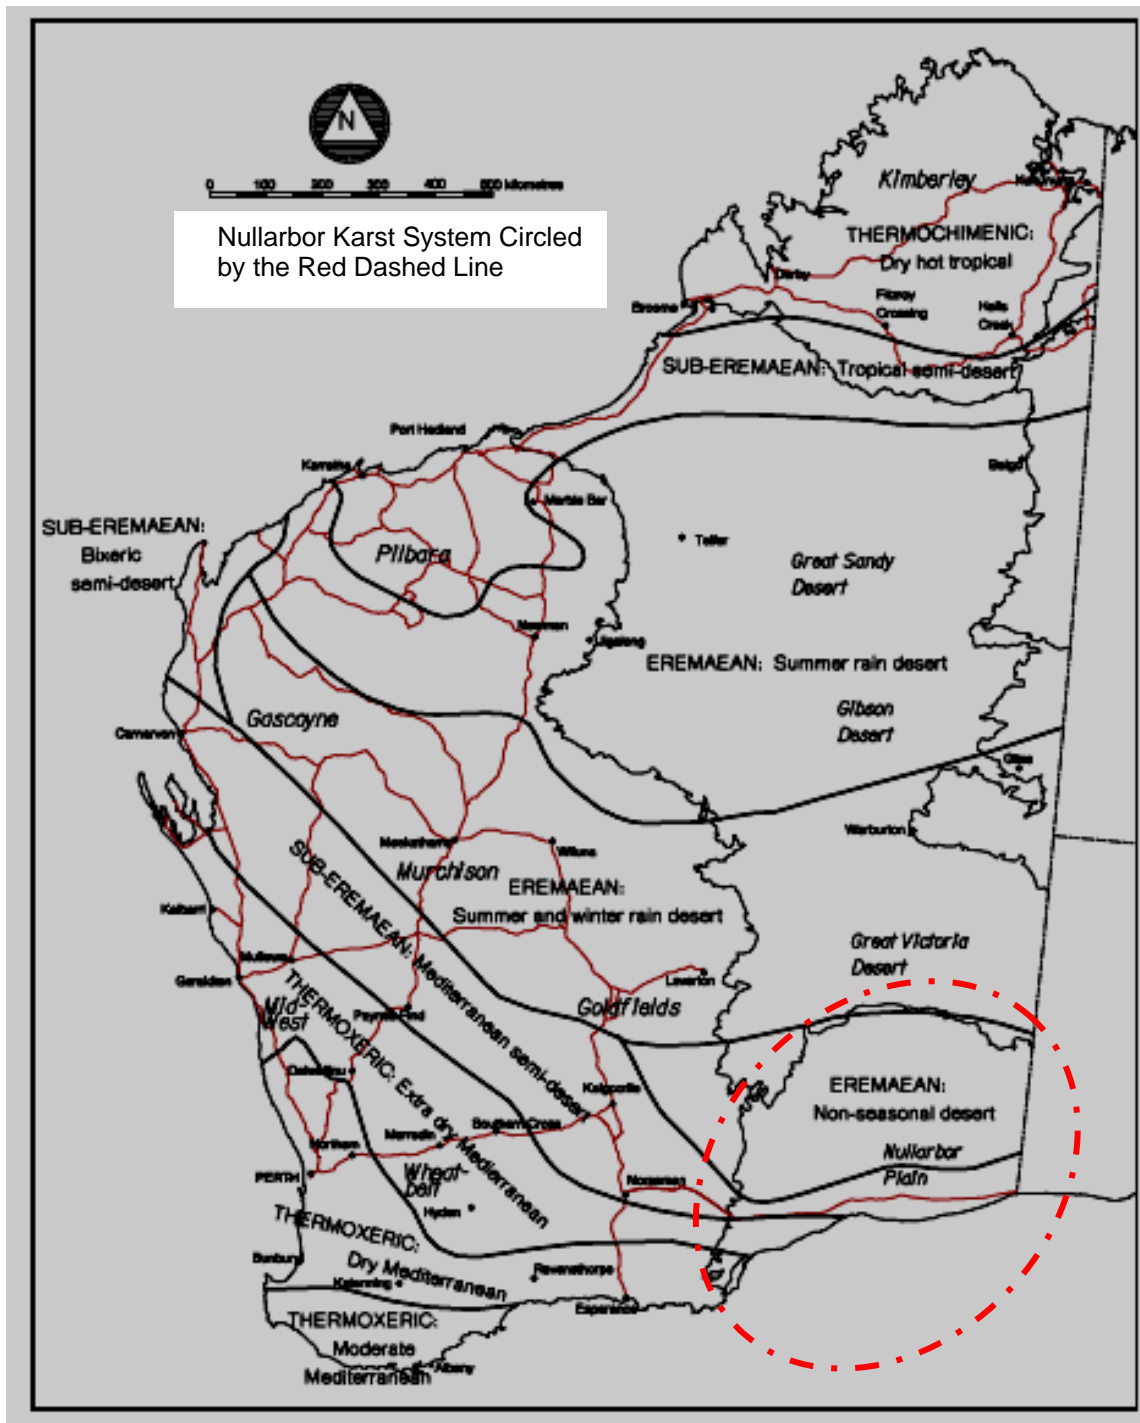 N
0 100 200 300 400 500 kilometres
Nullarbor Karst System Circled
by the Red Dashed Line
Kimberley
Kununurra
THERMOCHIMENIC:
Dry hot tropical
Derby
Broome
Fitzroy
Crossing
Halls
Creek
SUB-EREMAEAN: Tropical semi-desert
Port Hedland
Karratha
Balgo
Marble Bar
SUB-EREMAEAN:
Bixeric
semi-desert
Pilbara
Telfer
Great Sandy
Desert
Newman
Jigalong
EREMAEAN: Summer rain desert
Gascoyne
Gibson
Desert
Carnarvon
Giles
Warburton
Meekatharra
Wiluna
Murchison
EREMAEAN:
Summer and winter rain desert
SUB-EREMAEAN: Mediterranean semi-desert
Kalbarri
Great Victoria
Desert
Mullewa
Geraldton
Laverton
THERMOXERIC: Extra dry Mediterranean
Mid-
West
Paynes Find
Goldfields
Dalwallinu
Kalgoorlie
EREMAEAN:
Non-seasonal desert
Southern Cross
Merredin
Northam
Nullarbor
Plain
PERTH
Wheat-
belt
Norseman
Hyden
THERMOXERIC:
Dry Mediterranean
Bunbury
Ravensthorpe
Katanning
Esperance
THERMOXERIC:
Moderate
Mediterranean
Albany